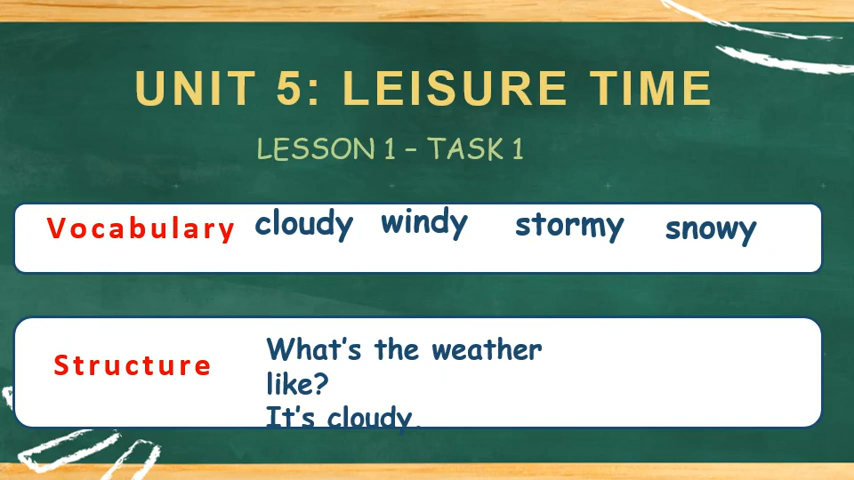 UNIT 5: LEISURE TIME
LESSON 1 – TASK 1
Vocabulary cloudy windy stormy snowy
Structure
What's the weather
like?
It's cloudy.